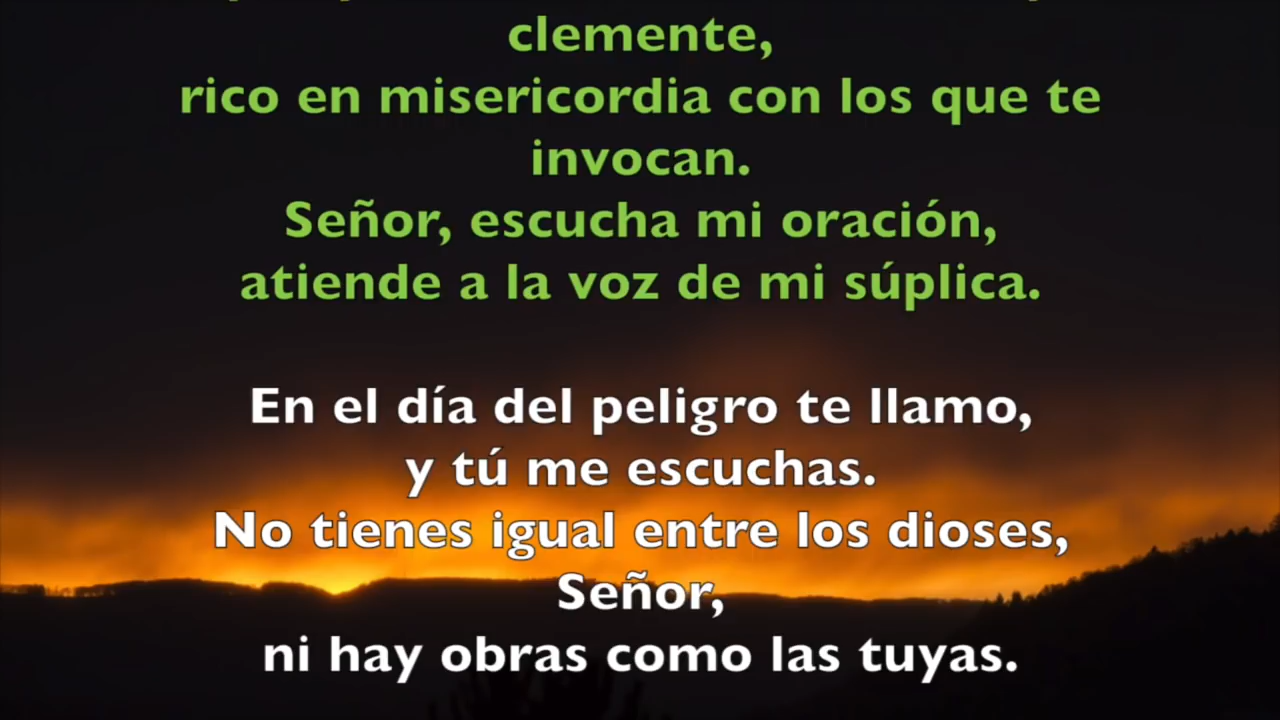 clemente,
rico en misericordia con los que te
invocan.
Señor, escucha mi oración,
atiende a la voz de mi súplica.
En el día del peligro te llamo,
y tú me escuchas.
No tienes igual entre los dioses,
Señor,
ni hay obras como las tuyas.